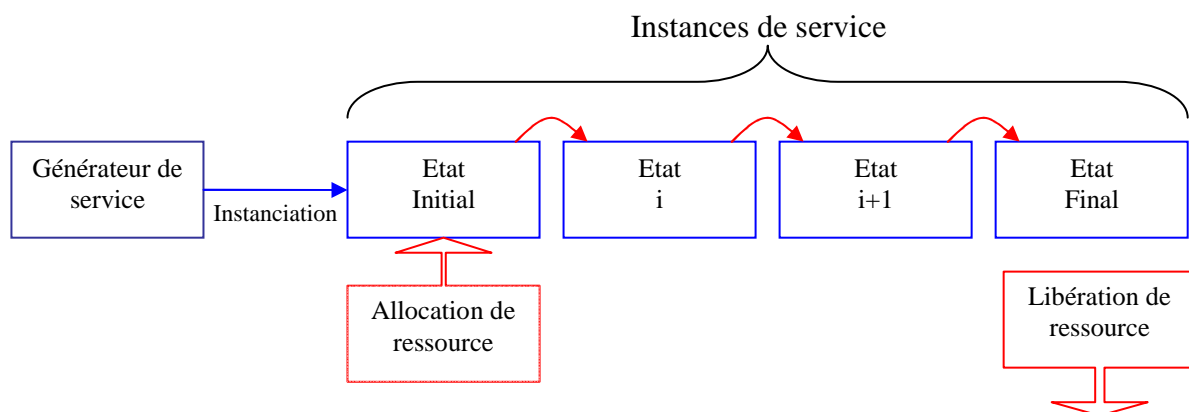 Instances de service
Générateur de
service
Instanciation
Etat
Initial
Etat
i
Etat
i+1
Etat
Final
Allocation de
ressource
Libération de
ressource